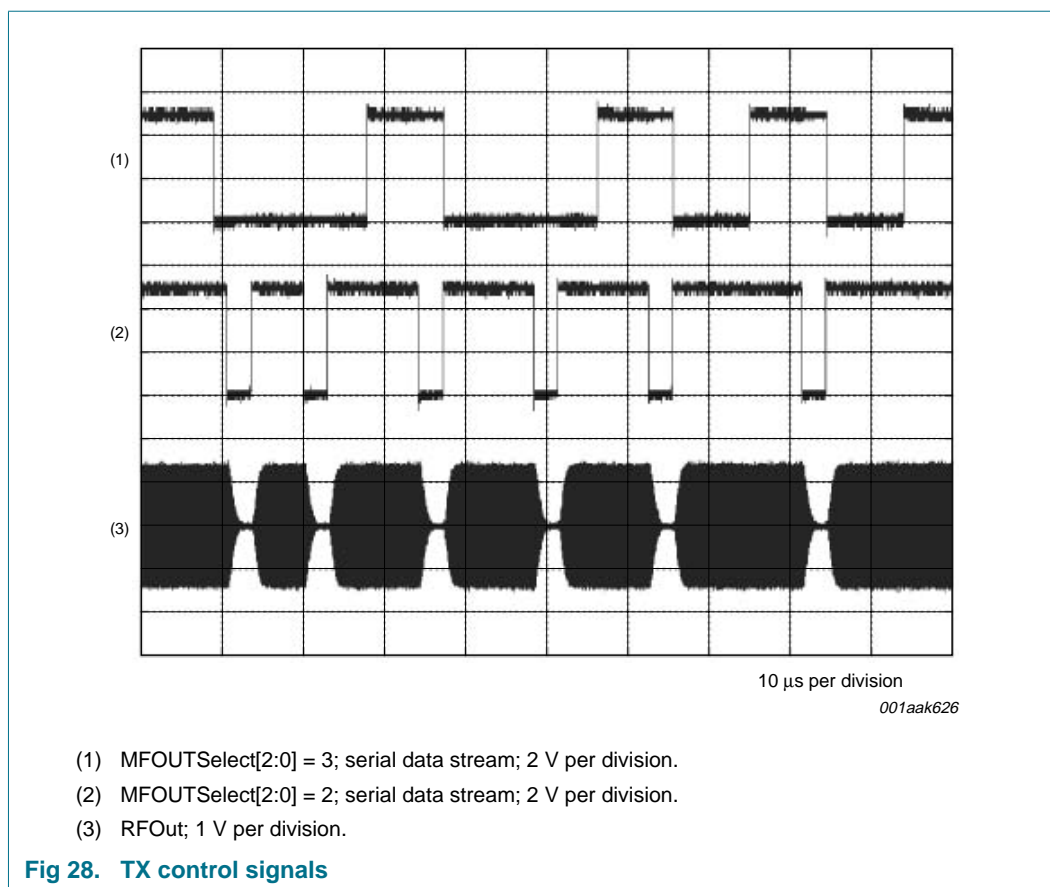 (1)
(2)
(3)
10 μs per division
001aak626
(1) MFOUTSelect[2:0] = 3; serial data stream; 2 V per division.
(2) MFOUTSelect[2:0] = 2; serial data stream; 2 V per division.
(3) RFOut; 1 V per division.
Fig 28. TX control signals